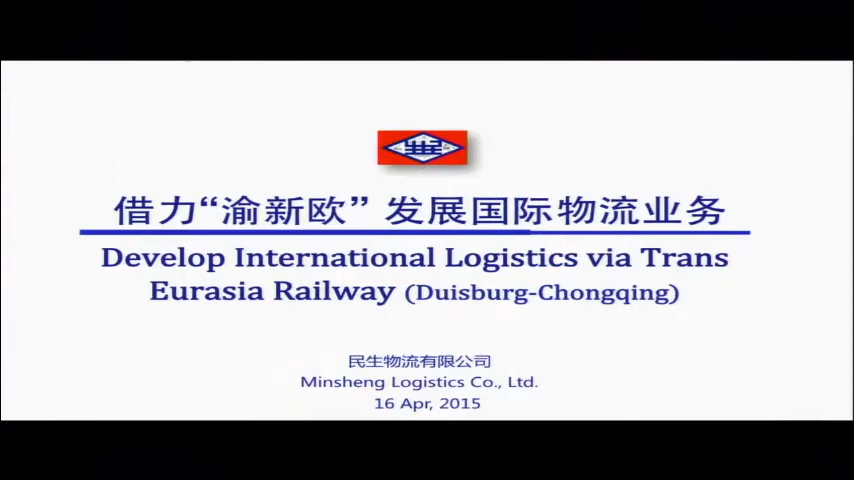 借力“渝新欧” 发展国际物流业务
Develop International Logistics via Trans
Eurasia Railway (Duisburg-Chongqing)
民生物流有限公司
Minsheng Logistics Co., Ltd.
16 Apr, 2015